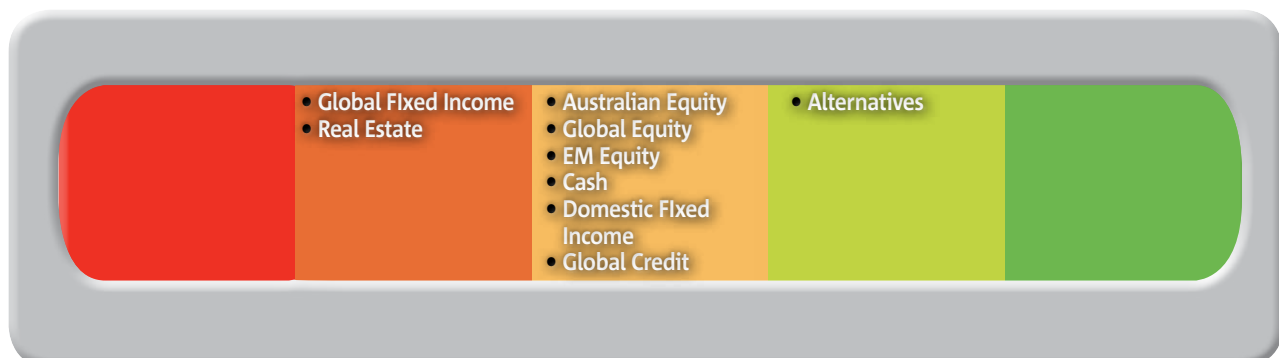 • Global FIxed Income
• Real Estate
• Australian Equity
• Global Equity
• EM Equity
• Cash
• Domestic FIxed
Income
• Global Credit
• Alternatives